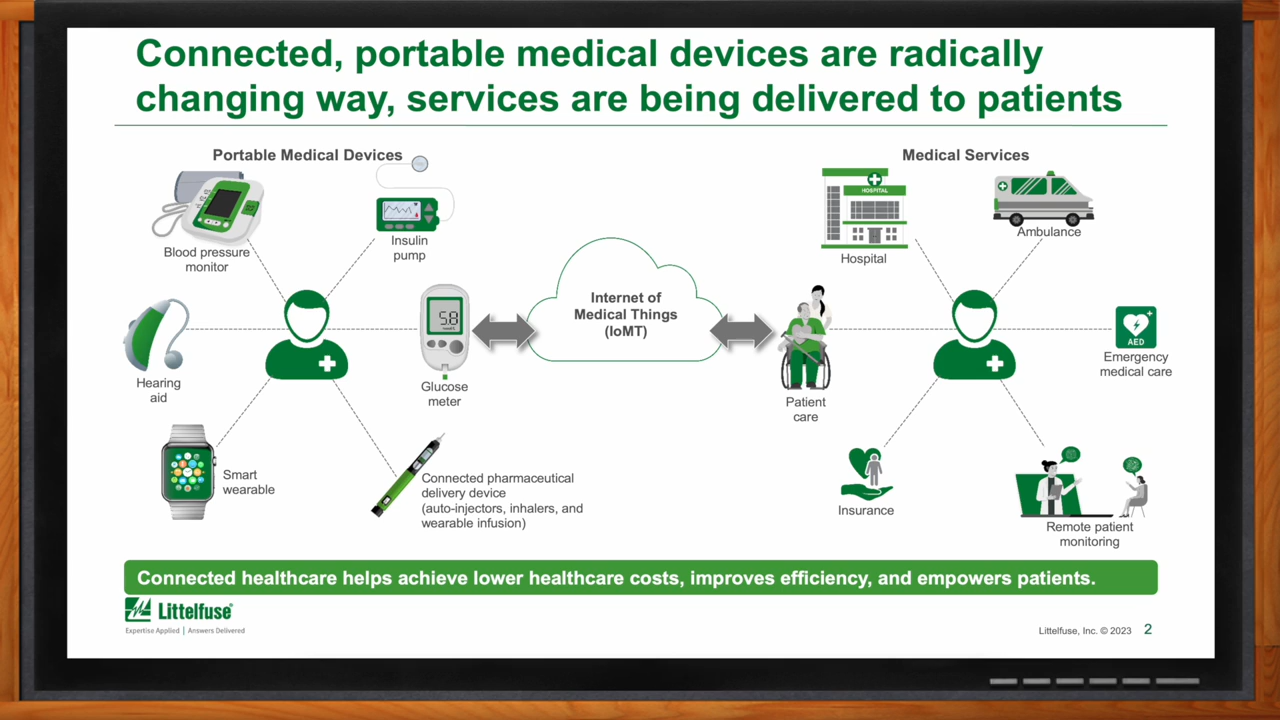 Connected, portable medical devices are radically
changing way, services are being delivered to patients
Portable Medical Devices
Blood pressure
monitor
Insulin
pump
Hearing
aid
58
Glucose
meter
Smart
wearable
Connected pharmaceutical
delivery device
(auto-injectors, inhalers, and
wearable infusion)
Internet of
Medical Things
(IoMT)
Medical Services
HOSPITAL
Hospital
Ambulance
Patient
care
AED
Emergency
medical care
Insurance
Remote patient
monitoring
Connected healthcare helps achieve lower healthcare costs, improves efficiency, and empowers patients.
Littelfuse®
Expertise Applied | Answers Delivered
Littelfuse, Inc. © 2023 2